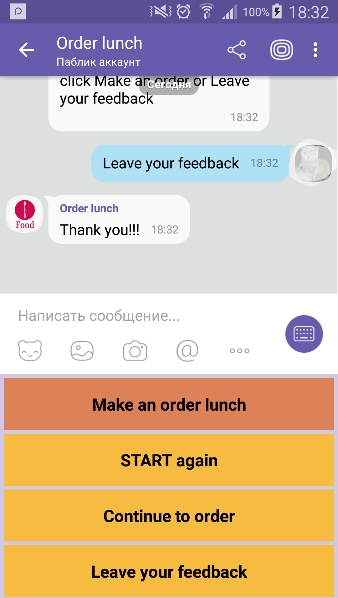 100% 18:32
Order lunch
Паблик аккаунт
click Make an order or Leave
your feedback
Сегодня
18:32
Leave your feedback 18:32
Order lunch
Food
Thank you!!! 18:32
Написать сообщение...
Make an order lunch
START again
Continue to order
Leave your feedback